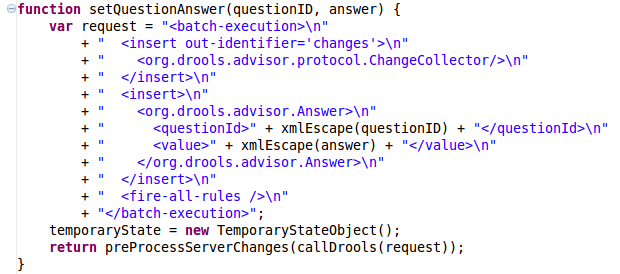 function setQuestionAnswer(questionID, answer) {
    var request = "<batch-execution>\n"
        + "  <insert out-identifier='changes'>\n"
        + "    <org.drools.advisor.protocol.ChangeCollector/>\n"
        + "  </insert>\n"
        + "  <insert>\n"
        + "    <org.drools.advisor.Answer>\n"
        + "      <questionId>" + xmlEscape(questionID) + "</questionId>\n"
        + "      <value>" + xmlEscape(answer) + "</value>\n"
        + "    </org.drools.advisor.Answer>\n"
        + "  </insert>\n"
        + "  <fire-all-rules />\n"
        + "</batch-execution>";
    temporaryState = new TemporaryStateObject();
    return preProcessServerChanges(callDrools(request));
}